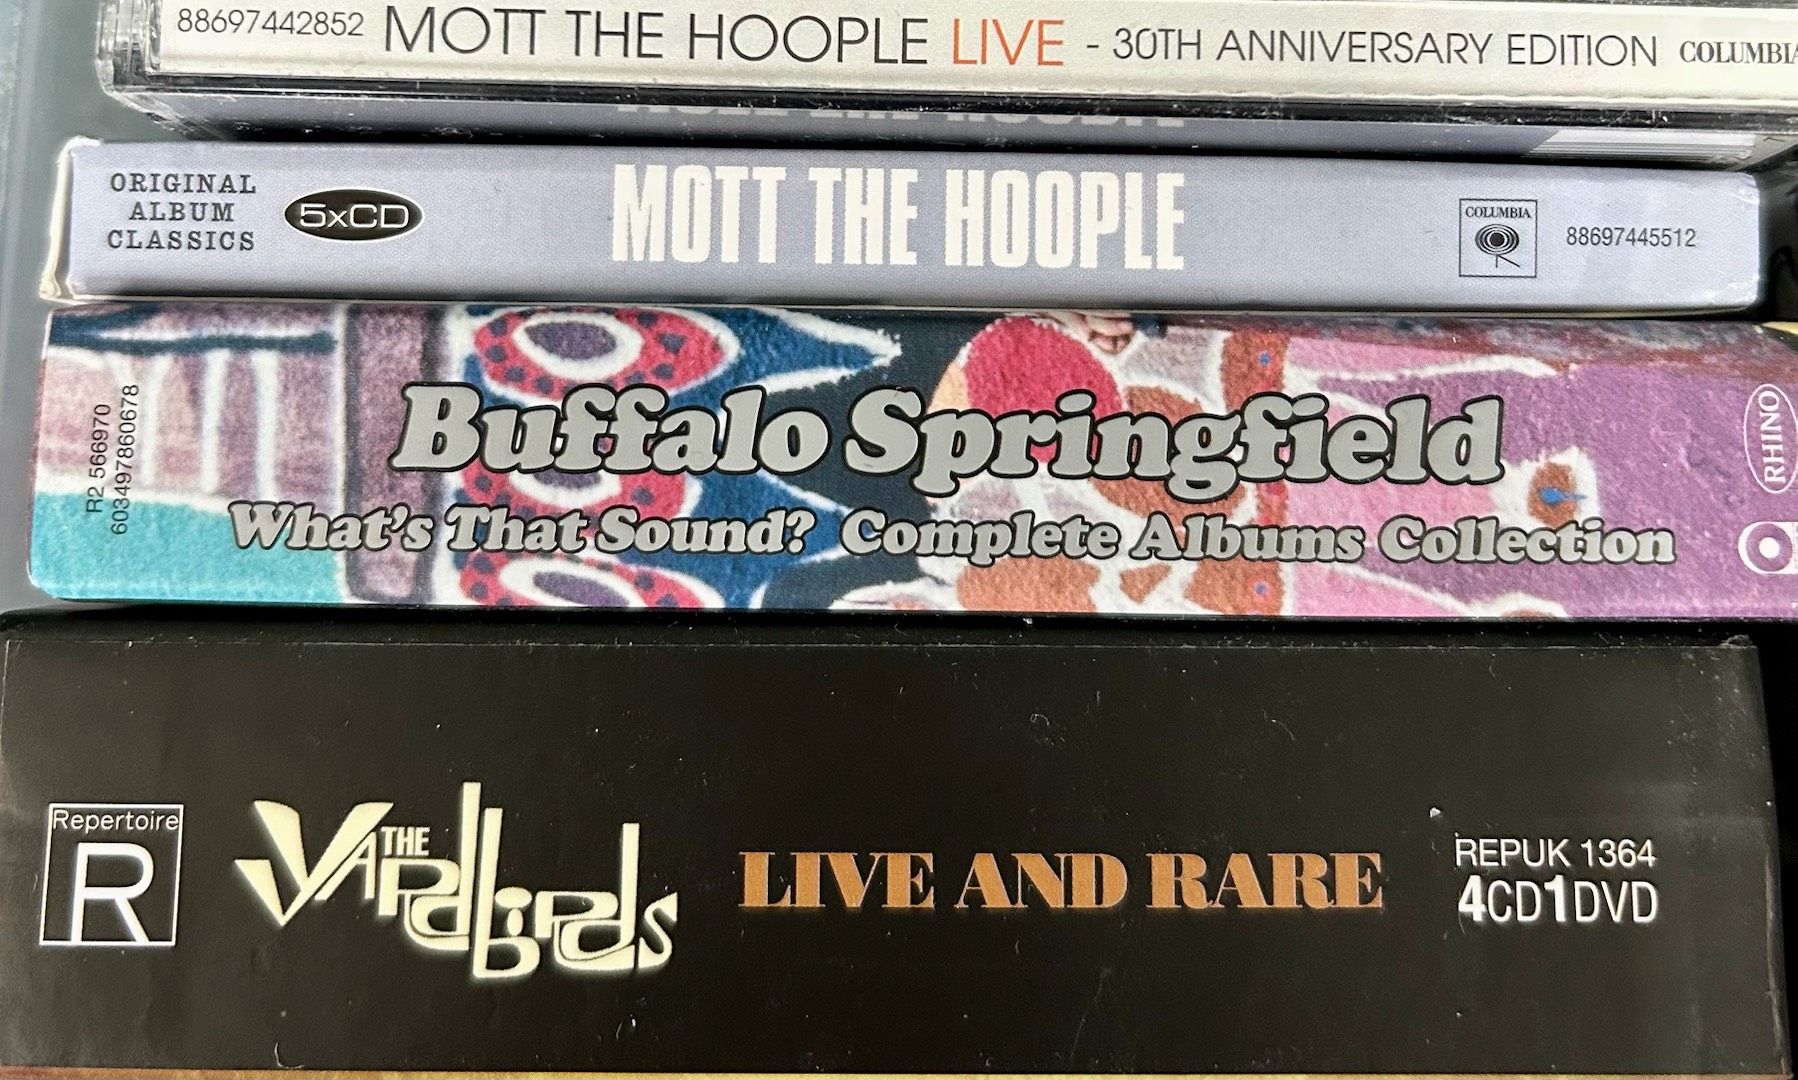 88697442852 MOTT THE HOOPLE LIVE - 30TH ANNIVERSARY EDITION COLUMBIA
ORIGINAL
ALBUM
CLASSICS
5xCD
MOTT THE HOOPLE
COLUMBIA
88697445512
R2 566970
603497860678
Buffalo Springfield
What's That Sound? Complete Albums Collection
RHINO
Repertoire
R
THE YARDBIRDS
LIVE AND RARE
REPUK 1364
4CD1DVD